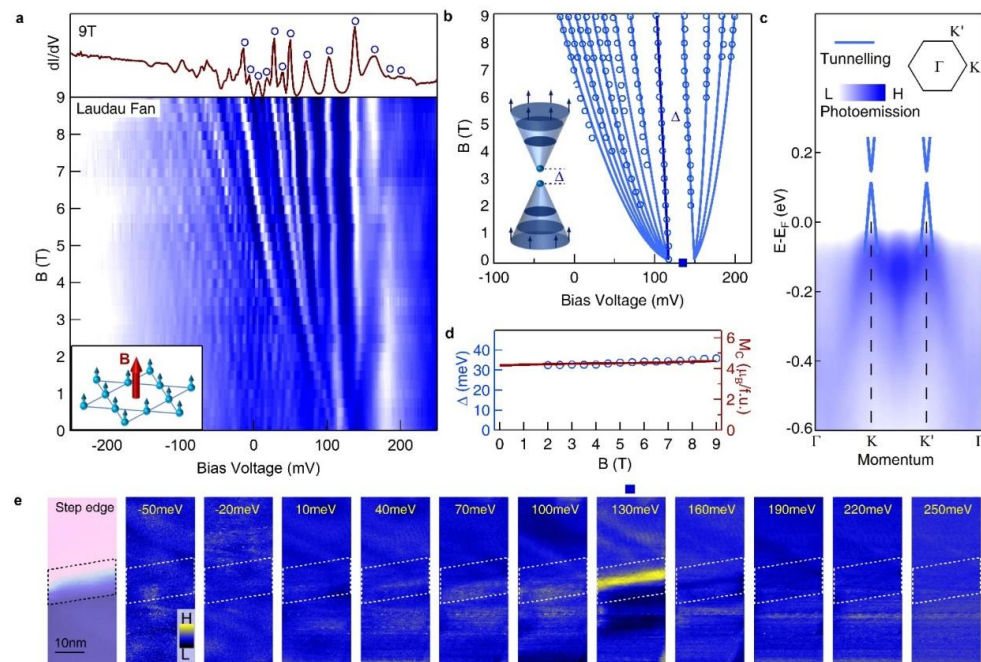 a
9T
dI/dV
Laudau Fan
B (T)
9
8
7
6
5
4
3
2
1
0
B
-200
-100
0
100
200
Bias Voltage (mV)
b
B (T)
9
8
7
6
5
4
3
2
1
0
Δ
Δ
-100
0
100
200
Bias Voltage (mV)
c
K'
Γ
K
Tunnelling
L
H
Photoemission
E-EF (eV)
0.2
0.0
-0.2
-0.4
-0.6
Γ
K
K'
Γ
Momentum
d
Δ (meV)
40
30
20
10
0
6
4
2
0
MC (μB/f.u.)
0 1 2 3 4 5 6 7 8 9
B (T)
e
Step edge
10nm
-50meV
H
L
-20meV
10meV
40meV
70meV
100meV
130meV
160meV
190meV
220meV
250meV